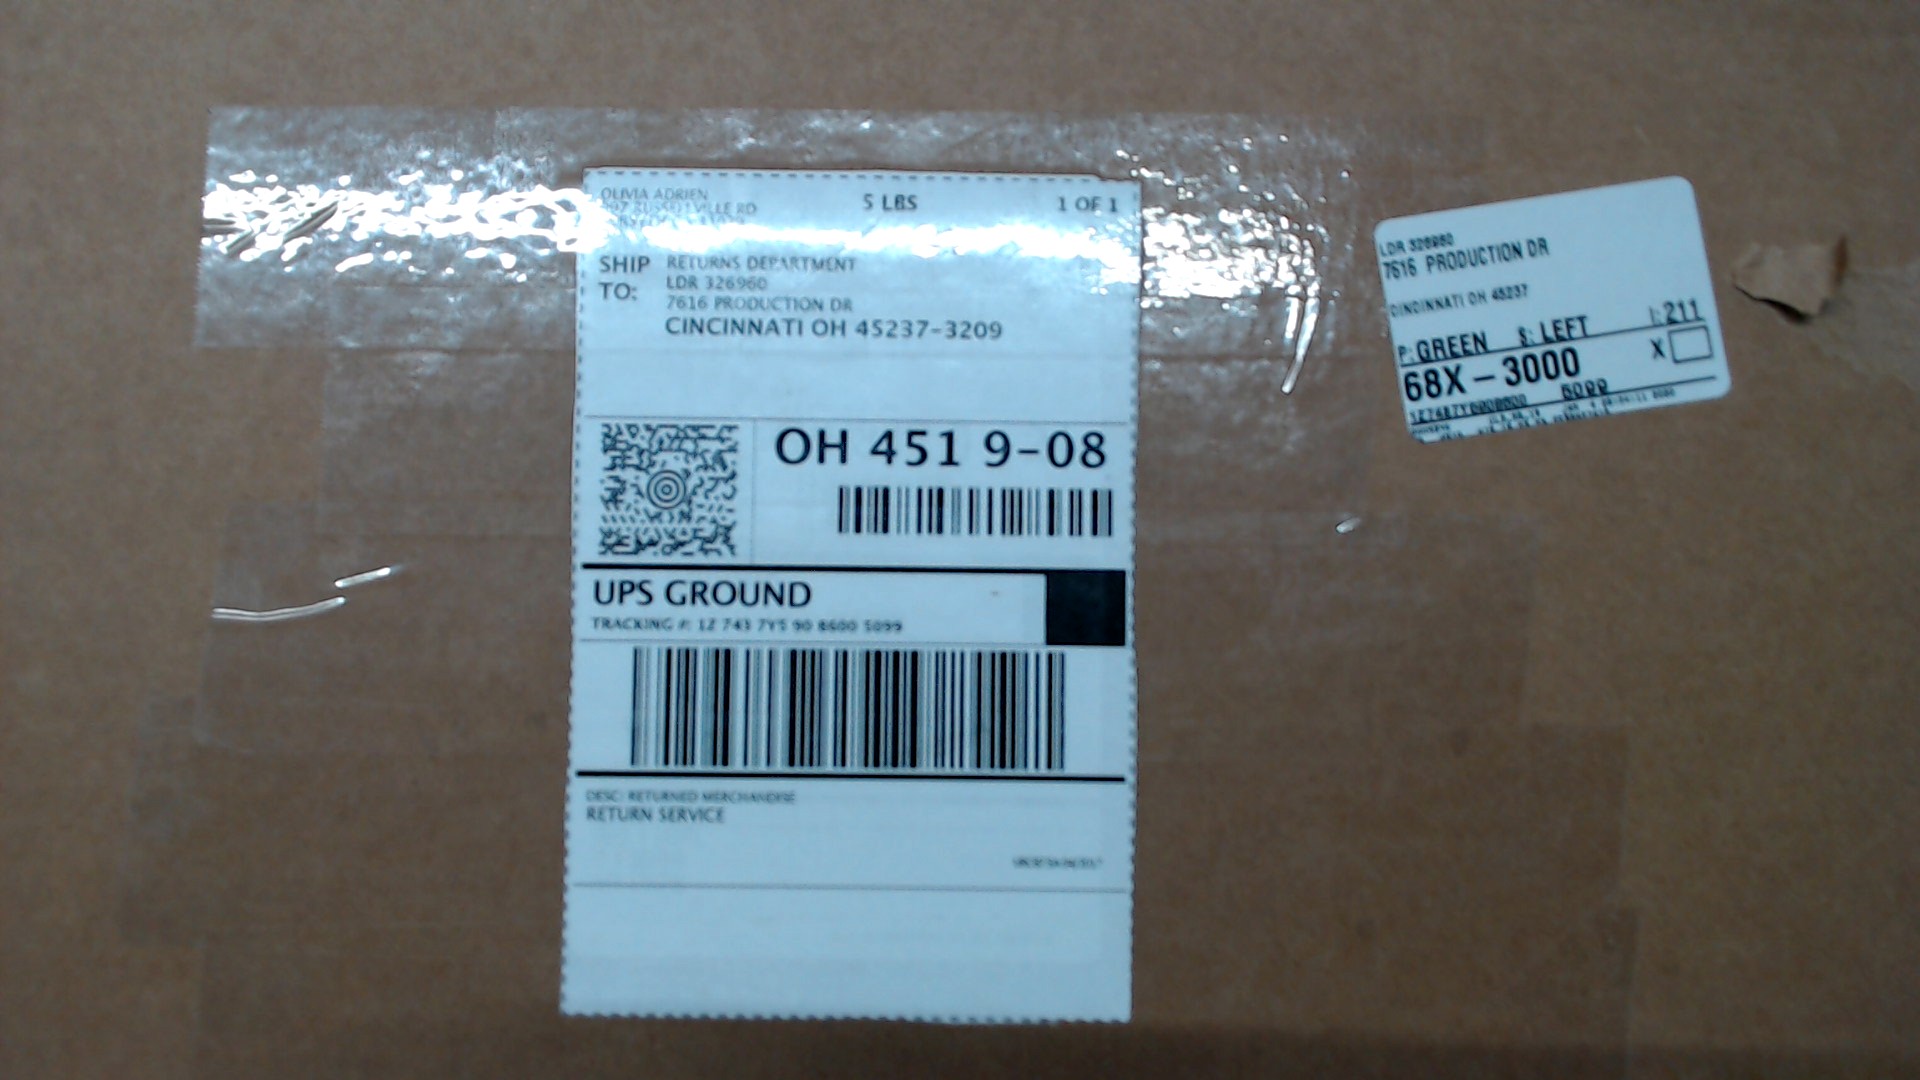 OLIVIA ADRIEN
5 LBS
1 OF 1
SHIP TO:
RETURNS DEPARTMENT
LDR 326960
7616 PRODUCTION DR
CINCINNATI OH 45237-3209
OH 451 9-08
UPS GROUND
TRACKING #: 1Z 743 7Y5 90 8600 5099
DESC: RETURNED MERCHANDISE
RETURN SERVICE
LDR 326960
7616 PRODUCTION DR
CINCINNATI OH 45237
P: GREEN S: LEFT I: 211
68X-3000 X
5099